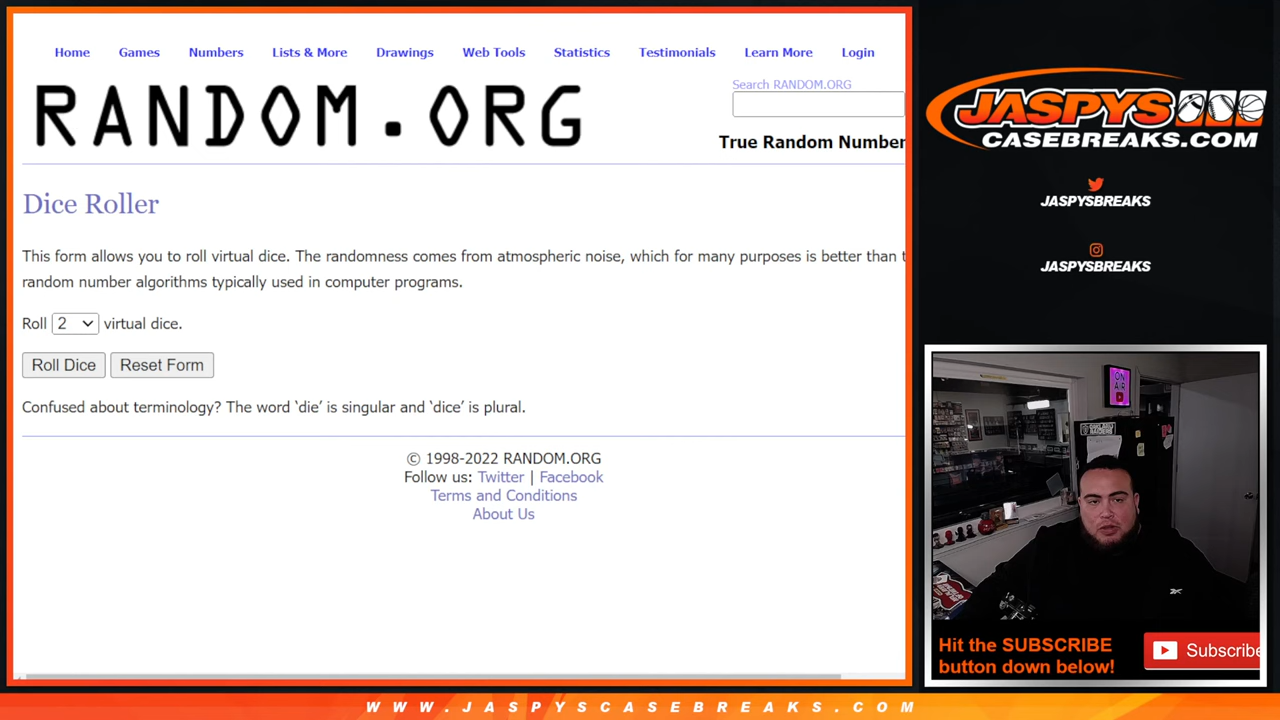 Home Games Numbers Lists & More Drawings Web Tools Statistics Testimonials Learn More Login
RANDOM.ORG
Search RANDOM.ORG
True Random Number
Dice Roller
This form allows you to roll virtual dice. The randomness comes from atmospheric noise, which for many purposes is better than t
random number algorithms typically used in computer programs.
Roll 2 virtual dice.
Roll Dice Reset Form
Confused about terminology? The word ‘die’ is singular and ‘dice’ is plural.
© 1998-2022 RANDOM.ORG
Follow us: Twitter | Facebook
Terms and Conditions
About Us
JASPYS
CASEBREAKS.COM
JASPYSBREAKS
JASPYSBREAKS
ON
AIR
Hit the SUBSCRIBE
button down below!
Subscribe
WWW.JASPYSCASEBREAKS.COM